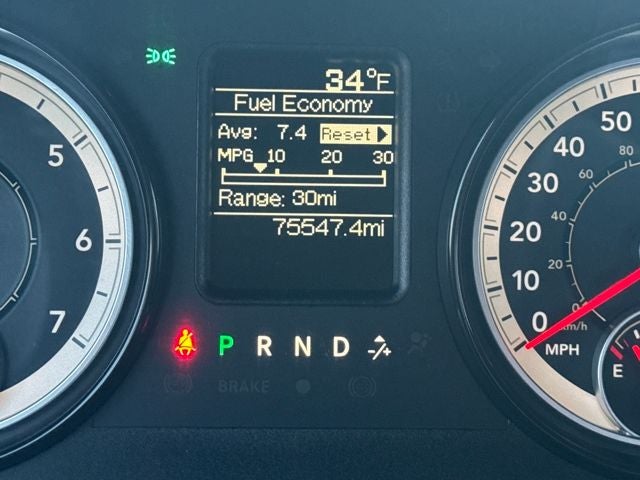 34°F
Fuel Economy
Avg: 7.4 Reset
MPG 10 20 30
Range: 30mi
75547.4mi
5
6
7
P R N D -/+
BRAKE
50
40
30
20
10
0
MPH
80
60
40
20
0
km/h
E